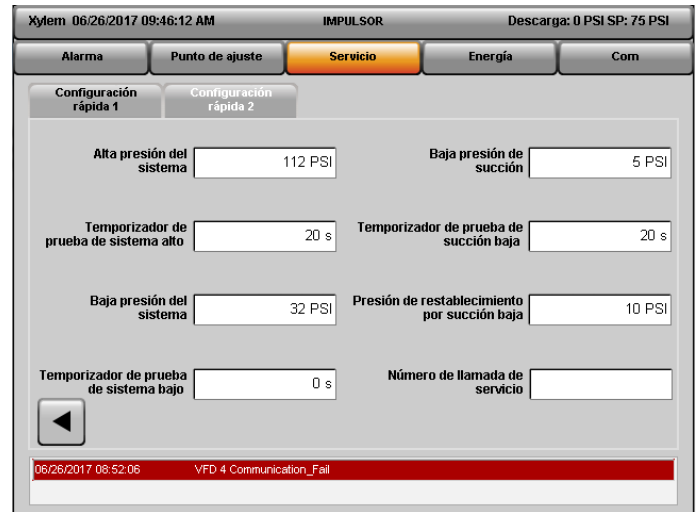 Xylem 06/26/2017 09:46:12 AM IMPULSOR Descarga: 0 PSI SP: 75 PSI
Alarma Punto de ajuste Servicio Energía Com
Configuración
rápida 1
Configuración
rápida 2
Alta presión del
sistema
112 PSI
Baja presión de
succión
5 PSI
Temporizador de
prueba de sistema alto
20 s
Temporizador de prueba de
succión baja
20 s
Baja presión del
sistema
32 PSI
Presión de restablecimiento
por succión baja
10 PSI
Temporizador de prueba
de sistema bajo
0 s
Número de llamada de
servicio
06/26/2017 08:52:06 VFD 4 Communication_Fail